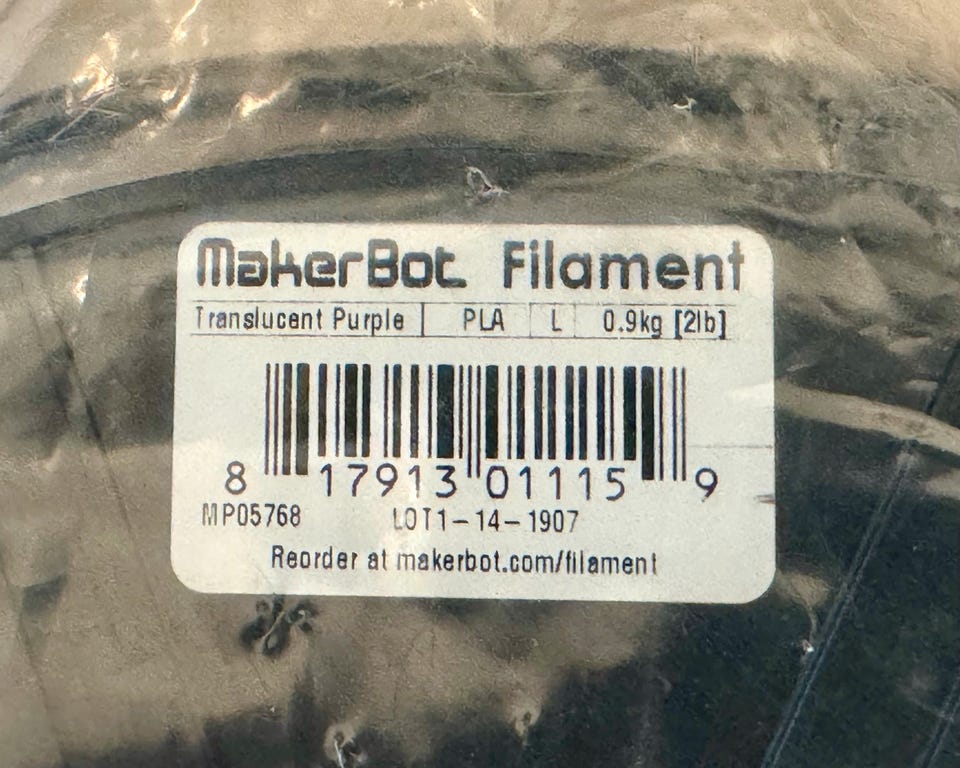 MakerBot Filament
Translucent Purple PLA L 0.9kg [2lb]
8 17913 01115 9
MP05768 LOT1-14-1907
Reorder at makerbot.com/filament